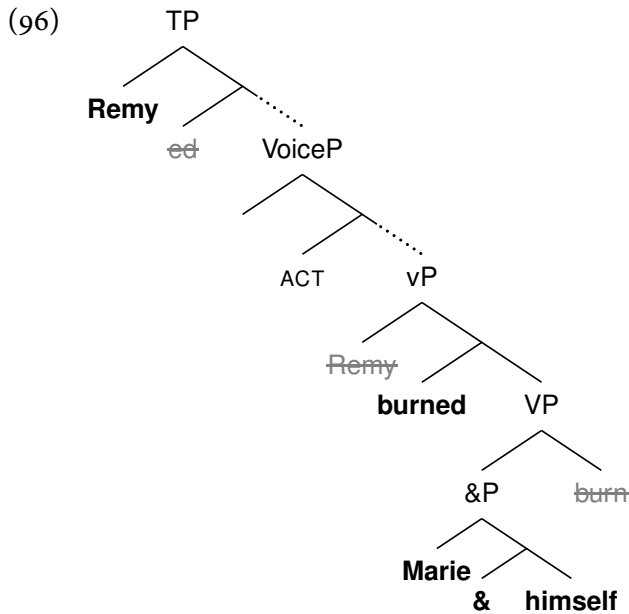 (96)
TP
Remy
ed
VoiceP
ACT
vP
Remy
burned
VP
&P
burn
Marie
& himself